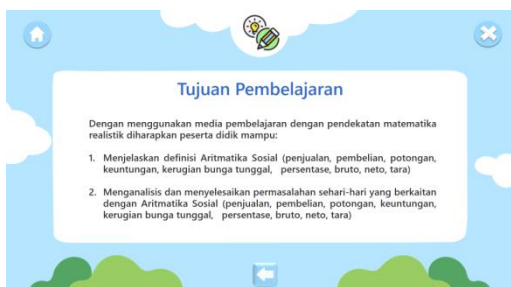 Tujuan Pembelajaran
Dengan menggunakan media pembelajaran dengan pendekatan matematika
realistik diharapkan peserta didik mampu:
1. Menjelaskan definisi Aritmatika Sosial (penjualan, pembelian, potongan,
keuntungan, kerugian bunga tunggal, persentase, bruto, neto, tara)
2. Menganalisis dan menyelesaikan permasalahan sehari-hari yang berkaitan
dengan Aritmatika Sosial (penjualan, pembelian, potongan, keuntungan,
kerugian bunga tunggal, persentase, bruto, neto, tara)